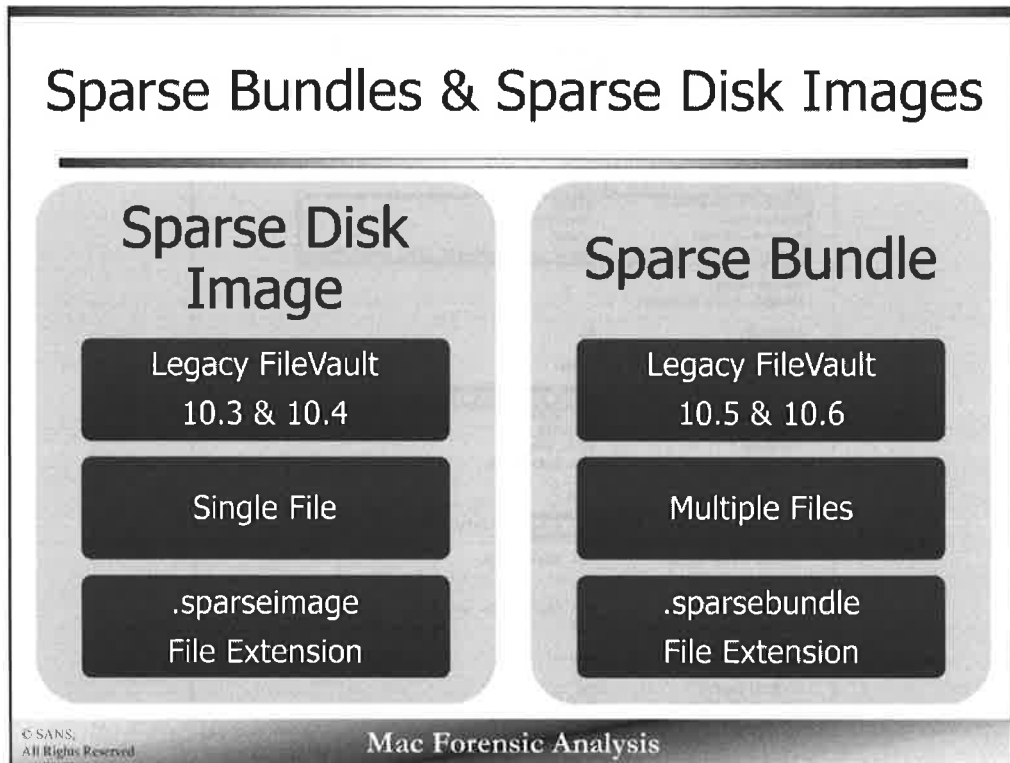 Sparse Bundles & Sparse Disk Images
Sparse Disk
Image
Legacy FileVault
10.3 & 10.4
Single File
.sparseimage
File Extension
Sparse Bundle
Legacy FileVault
10.5 & 10.6
Multiple Files
.sparsebundle
File Extension
© SANS,
All Rights Reserved
Mac Forensic Analysis